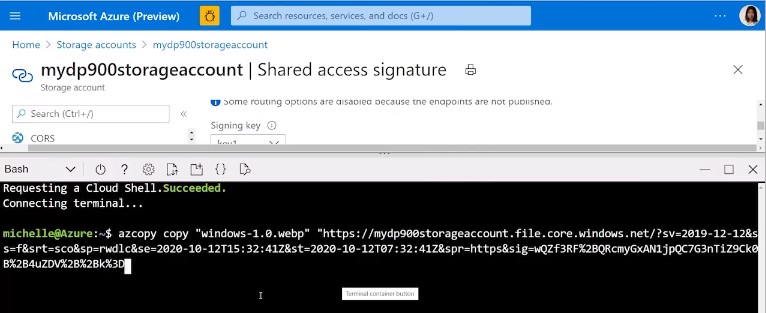 Microsoft Azure (Preview)
Search resources, services, and docs (G+/)
Home > Storage accounts > mydp900storageaccount
mydp900storageaccount | Shared access signature
Storage account
Search (Ctrl+/)
CORS
Some routing options are disabled because the endpoints are not published.
Signing key
key1
Bash
Requesting a Cloud Shell.Succeeded.
Connecting terminal...
michelle@Azure:~$ azcopy copy "windows-1.0.webp" "https://mydp900storageaccount.file.core.windows.net/?sv=2019-12-12&s
s=f&srt=sco&sp=rwdlc&se=2020-10-12T15:32:41Z&st=2020-10-12T07:32:41Z&spr=https&sig=wQZf3RF%2BQRcmyGxAN1jpQC7G3nTiZ9Ck0
B%2B4uZDV%2B%2Bk%3D
Terminal container button